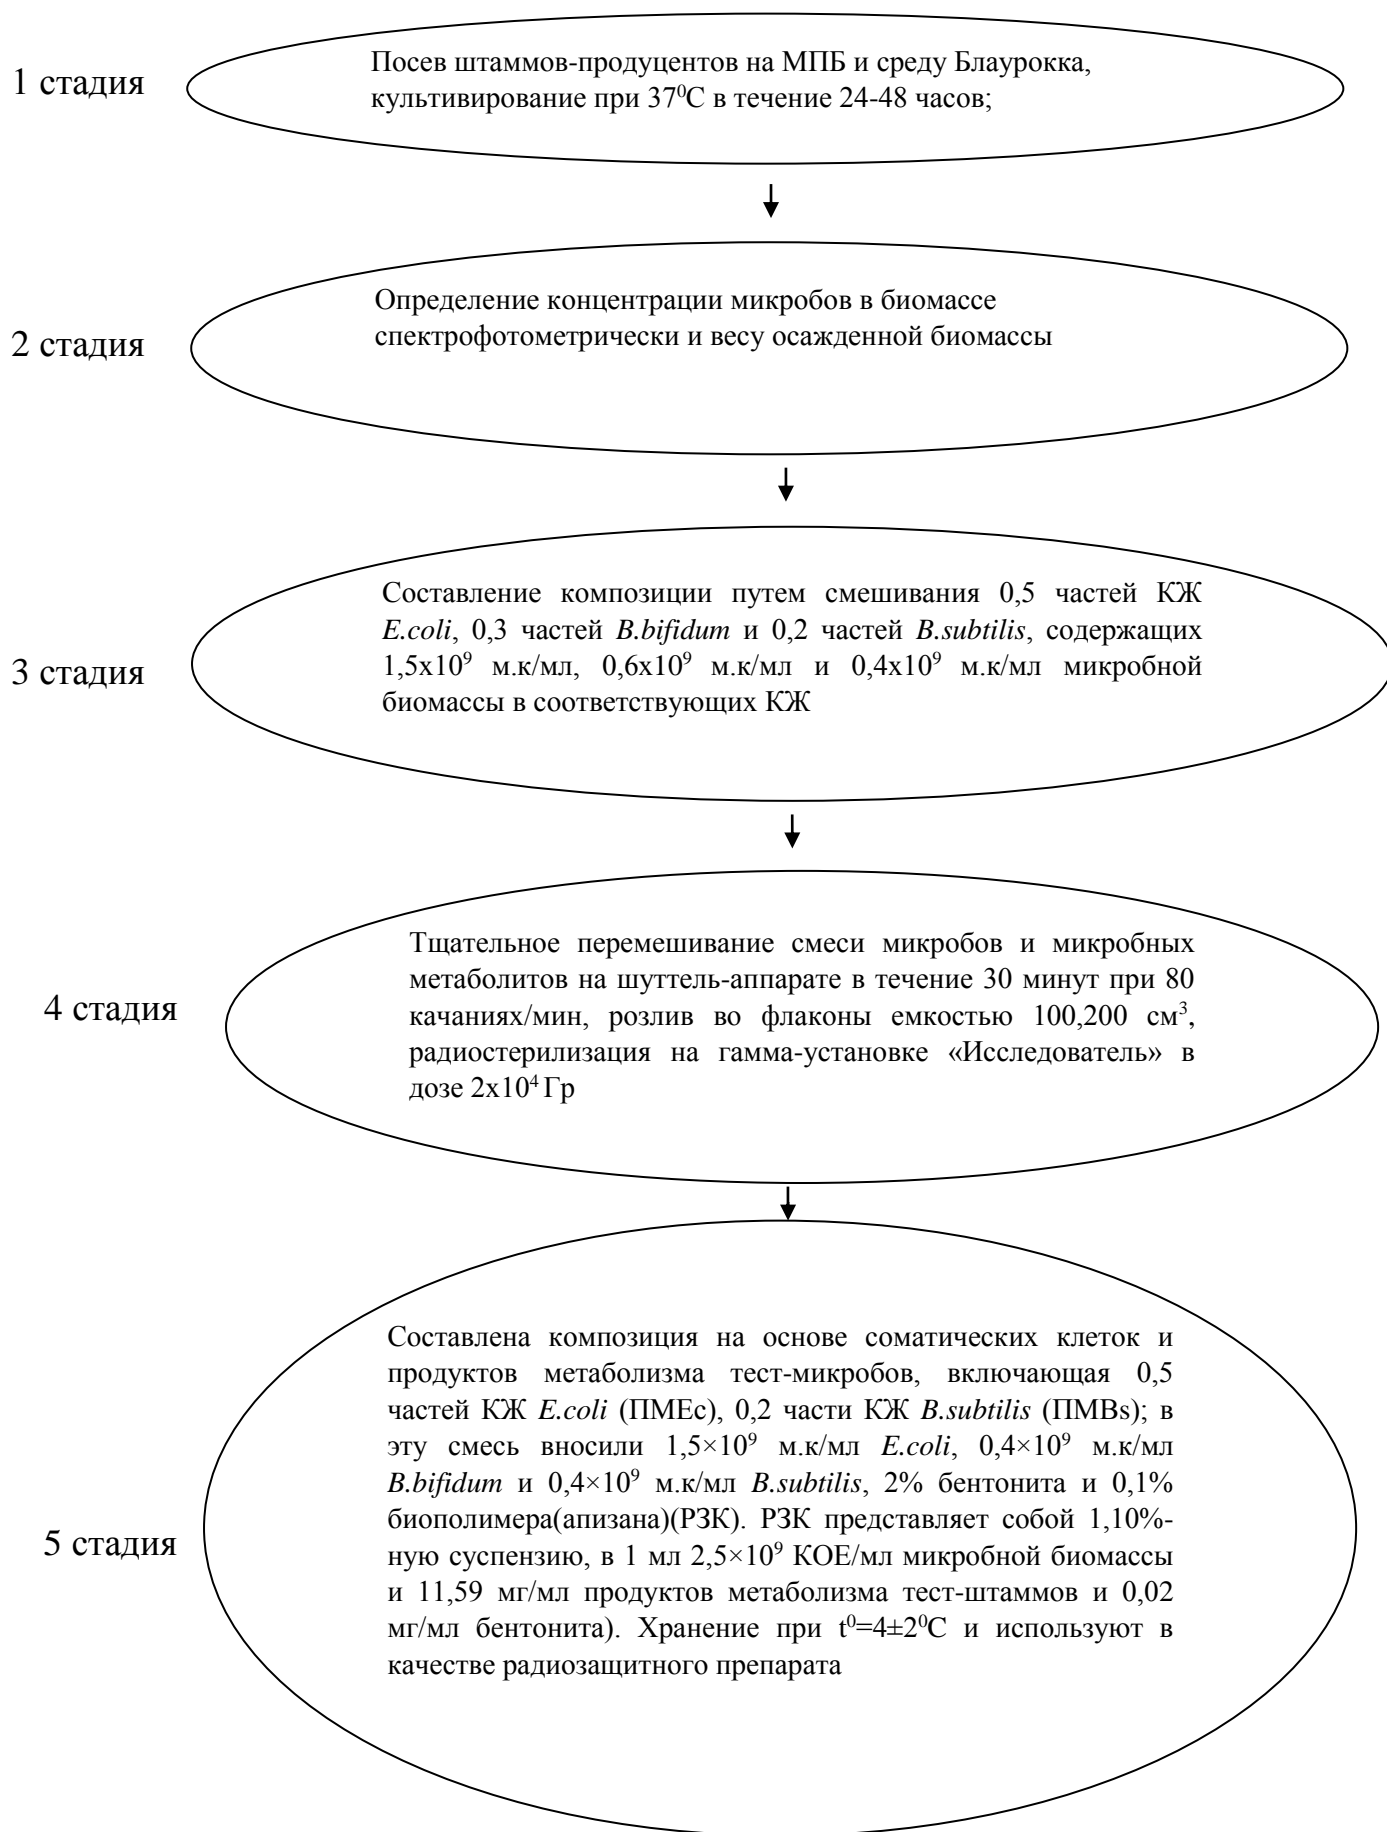 1 стадия
Посев штаммов-продуцентов на МПБ и среду Блаурокка,
культивирование при 37⁰С в течение 24-48 часов;
2 стадия
Определение концентрации микробов в биомассе
спектрофотометрически и весу осажденной биомассы
3 стадия
Составление композиции путем смешивания 0,5 частей КЖ
E.coli, 0,3 частей B.bifidum и 0,2 частей B.subtilis, содержащих
1,5х10⁹ м.к/мл, 0,6х10⁹ м.к/мл и 0,4х10⁹ м.к/мл микробной
биомассы в соответствующих КЖ
4 стадия
Тщательное перемешивание смеси микробов и микробных
метаболитов на шуттель-аппарате в течение 30 минут при 80
качаниях/мин, розлив во флаконы емкостью 100,200 см³,
радиостерилизация на гамма-установке «Исследователь» в
дозе 2х10⁴ Гр
5 стадия
Составлена композиция на основе соматических клеток и
продуктов метаболизма тест-микробов, включающая 0,5
частей КЖ E.coli (ПМЕс), 0,2 части КЖ B.subtilis (ПМВs); в
эту смесь вносили 1,5×10⁹ м.к/мл E.coli, 0,4×10⁹ м.к/мл
B.bifidum и 0,4×10⁹ м.к/мл B.subtilis, 2% бентонита и 0,1%
биополимера(апизана)(РЗК). РЗК представляет собой 1,10%-
ную суспензию, в 1 мл 2,5×10⁹ КОЕ/мл микробной биомассы
и 11,59 мг/мл продуктов метаболизма тест-штаммов и 0,02
мг/мл бентонита). Хранение при t⁰=4±2⁰С и используют в
качестве радиозащитного препарата